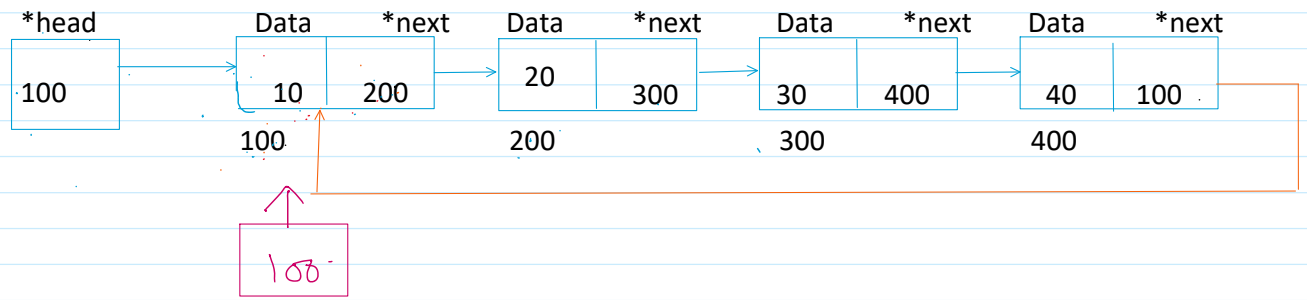 *head Data *next Data *next Data *next Data *next
100 10 200 20 300 30 400 40 100
100 200 300 400
100